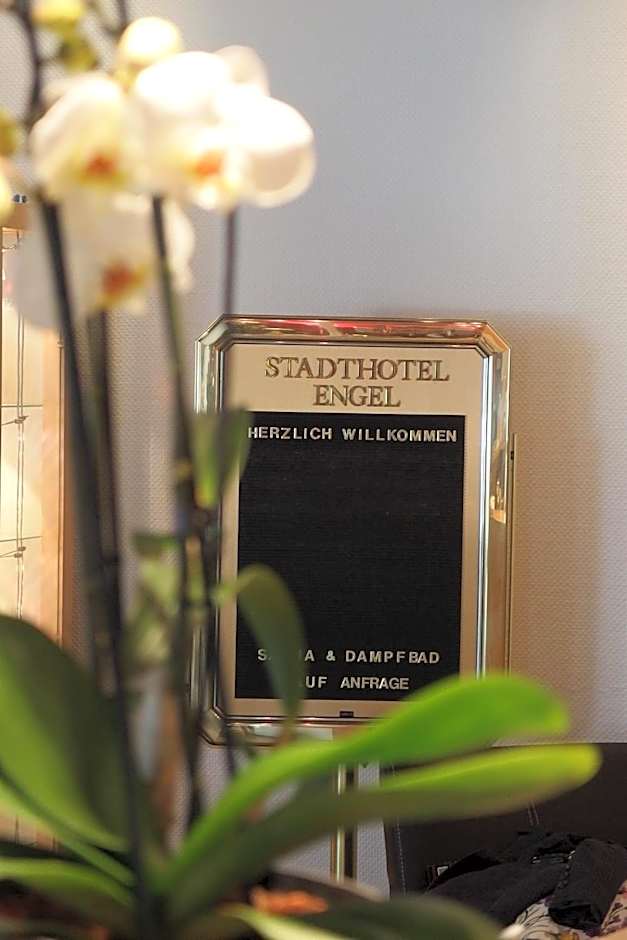 STADTHOTEL
ENGEL
HERZLICH WILLKOMMEN
& DAMPFBAD
ANFRAGE